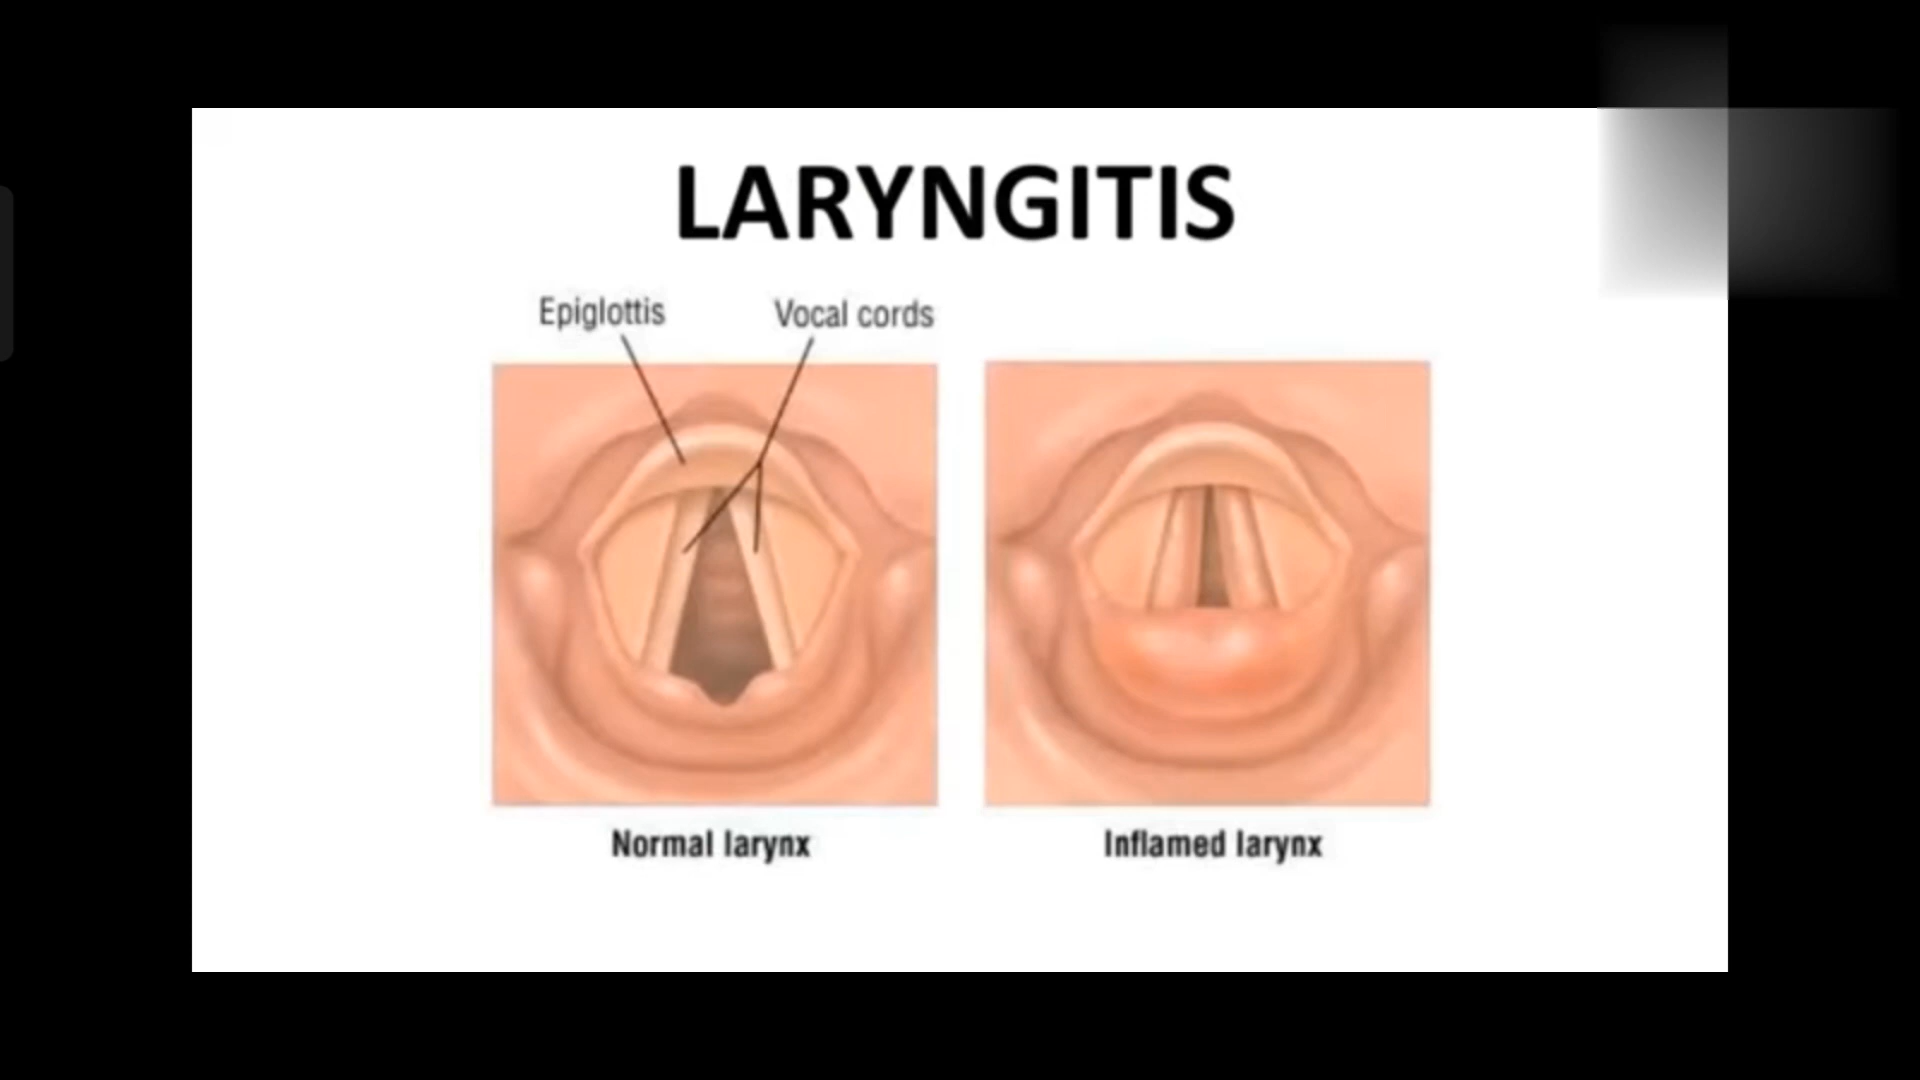 LARYNGITIS
Epiglottis
Vocal cords
Normal larynx
Inflamed larynx